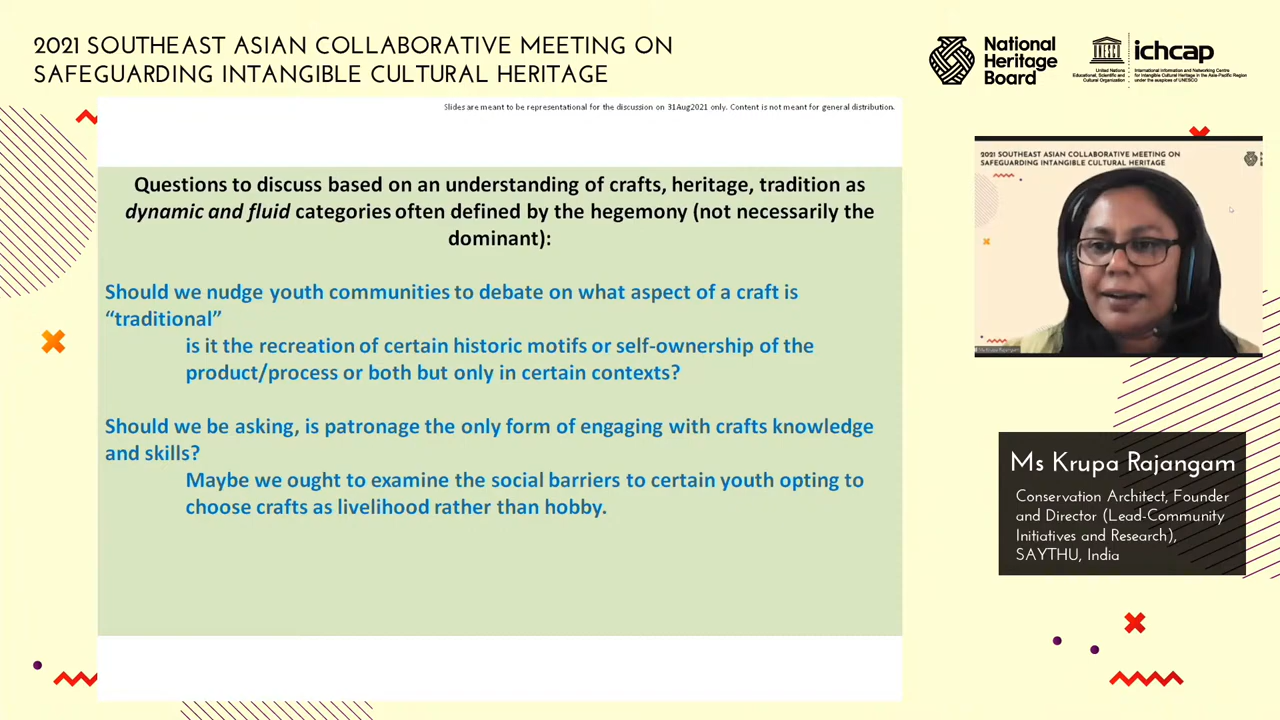 2021 SOUTHEAST ASIAN COLLABORATIVE MEETING ON
SAFEGUARDING INTANGIBLE CULTURAL HERITAGE
National
Heritage
Board
United Nations
Educational, Scientific and
Cultural Organization
ichcap
International Information and Networking Centre
for Intangible Cultural Heritage in the Asia-Pacific Region
under the auspices of UNESCO
Slides are meant to be representational for the discussion on 31Aug2021 only. Content is not meant for general distribution.
Questions to discuss based on an understanding of crafts, heritage, tradition as
dynamic and fluid categories often defined by the hegemony (not necessarily the
dominant):
Should we nudge youth communities to debate on what aspect of a craft is
“traditional”
is it the recreation of certain historic motifs or self-ownership of the
product/process or both but only in certain contexts?
Should we be asking, is patronage the only form of engaging with crafts knowledge
and skills?
Maybe we ought to examine the social barriers to certain youth opting to
choose crafts as livelihood rather than hobby.
2021 SOUTHEAST ASIAN COLLABORATIVE MEETING ON
SAFEGUARDING INTANGIBLE CULTURAL HERITAGE
Ms Krupa Rajangam
Conservation Architect, Founder
and Director (Lead-Community
Initiatives and Research),
SAYTHU, India